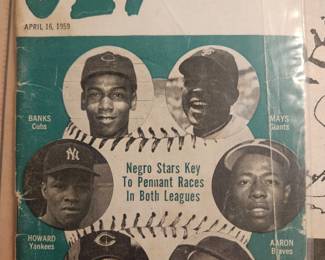 JET
APRIL 16, 1959
BANKS
Cubs
MAYS
Giants
Negro Stars Key
To Pennant Races
In Both Leagues
HOWARD
Yankees
AARON
Braves